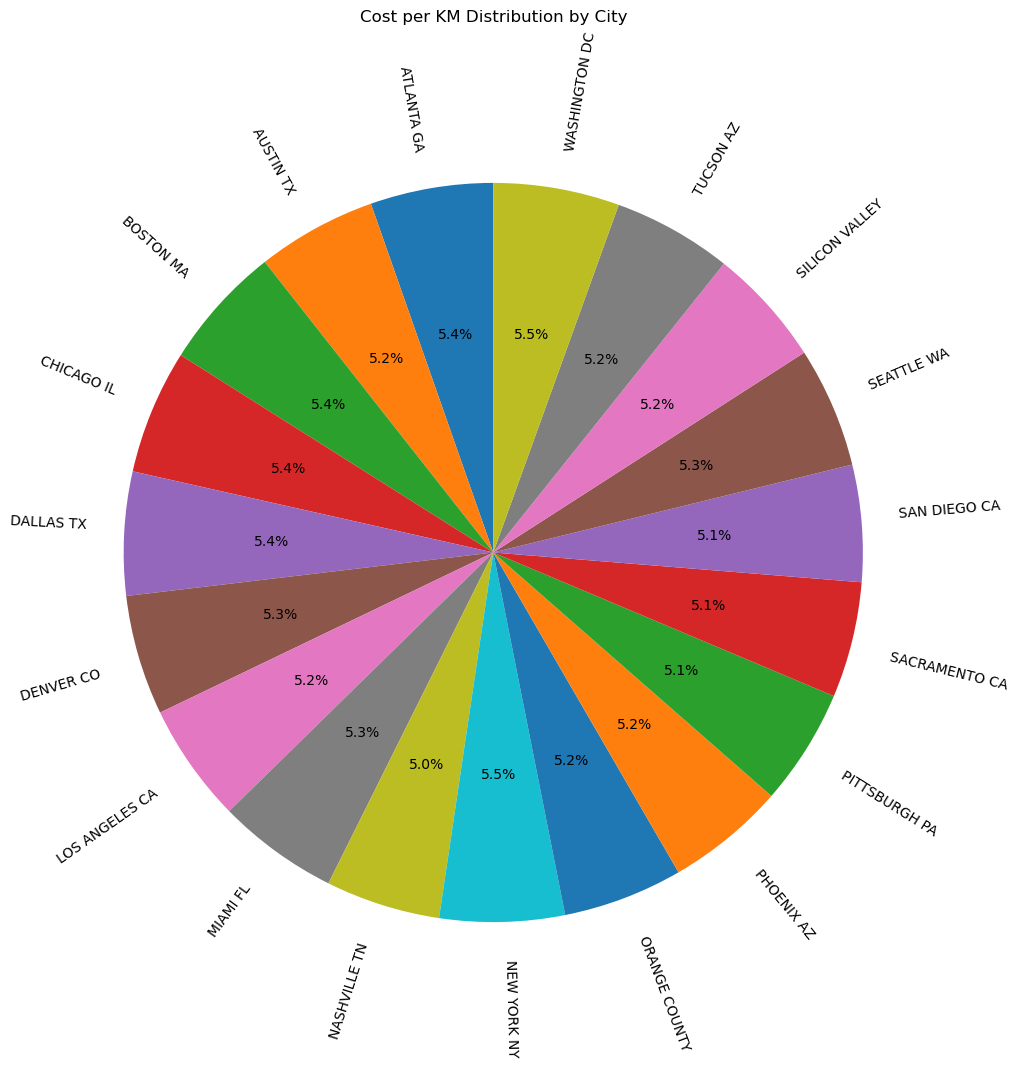 Cost per KM Distribution by City
WASHINGTON DC
ATLANTA GA
TUCSON AZ
AUSTIN TX
SILICON VALLEY
BOSTON MA
SEATTLE WA
CHICAGO IL
SAN DIEGO CA
DALLAS TX
SACRAMENTO CA
DENVER CO
PITTSBURGH PA
LOS ANGELES CA
PHOENIX AZ
MIAMI FL
ORANGE COUNTY
NASHVILLE TN
NEW YORK NY
5.4%
5.5%
5.2%
5.2%
5.4%
5.2%
5.4%
5.3%
5.4%
5.1%
5.3%
5.1%
5.2%
5.1%
5.3%
5.2%
5.0%
5.5%
5.2%